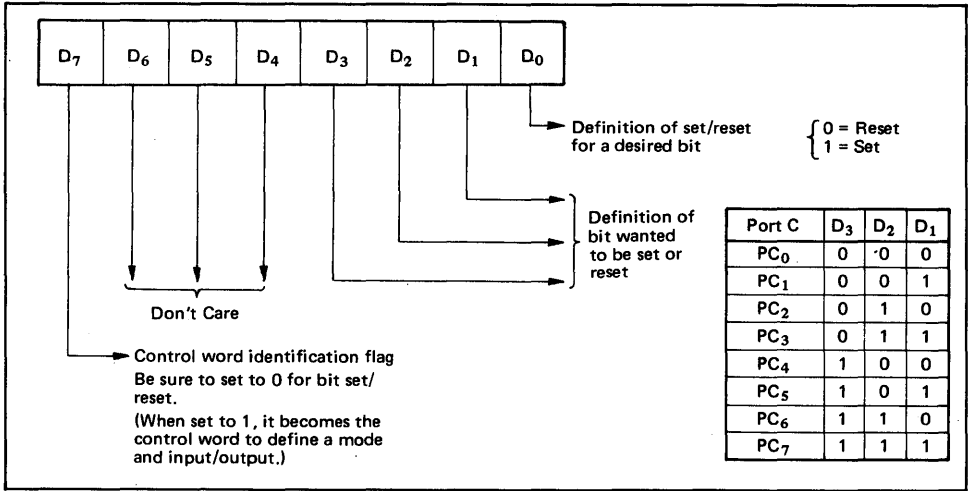 D7 D6 D5 D4 D3 D2 D1 D0
Definition of set/reset
for a desired bit
0 = Reset
1 = Set
Definition of
bit wanted
to be set or
reset
Don't Care
Control word identification flag
Be sure to set to 0 for bit set/
reset.
(When set to 1, it becomes the
control word to define a mode
and input/output.)
Port C D3 D2 D1
PC0 0 0 0
PC1 0 0 1
PC2 0 1 0
PC3 0 1 1
PC4 1 0 0
PC5 1 0 1
PC6 1 1 0
PC7 1 1 1